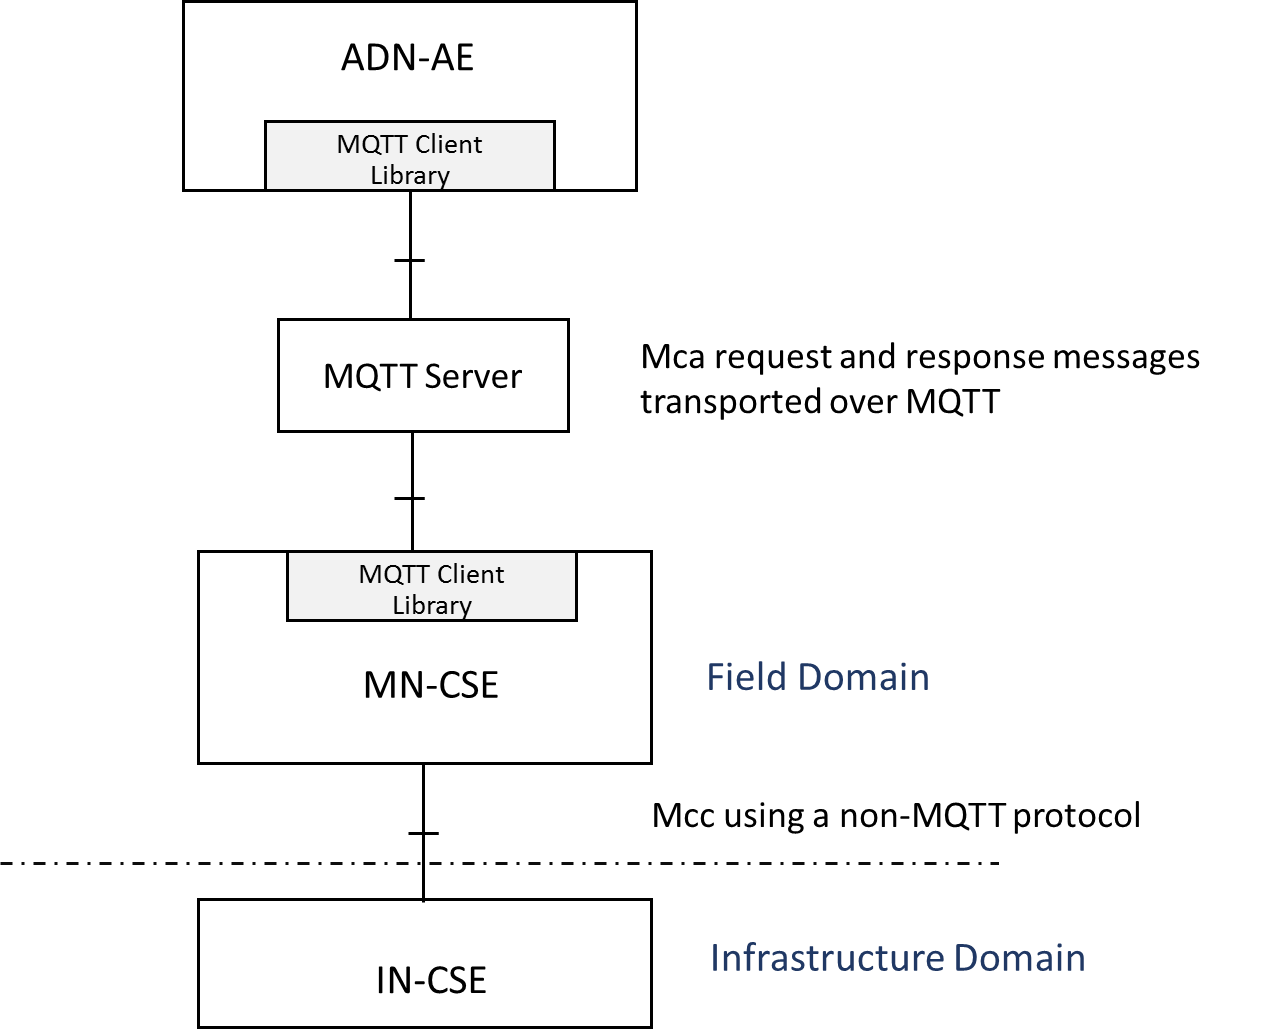 ADN-AE
MQTT Client
Library
MQTT Server
Mca request and response messages
transported over MQTT
MQTT Client
Library
MN-CSE
Field Domain
Mcc using a non-MQTT protocol
IN-CSE
Infrastructure Domain